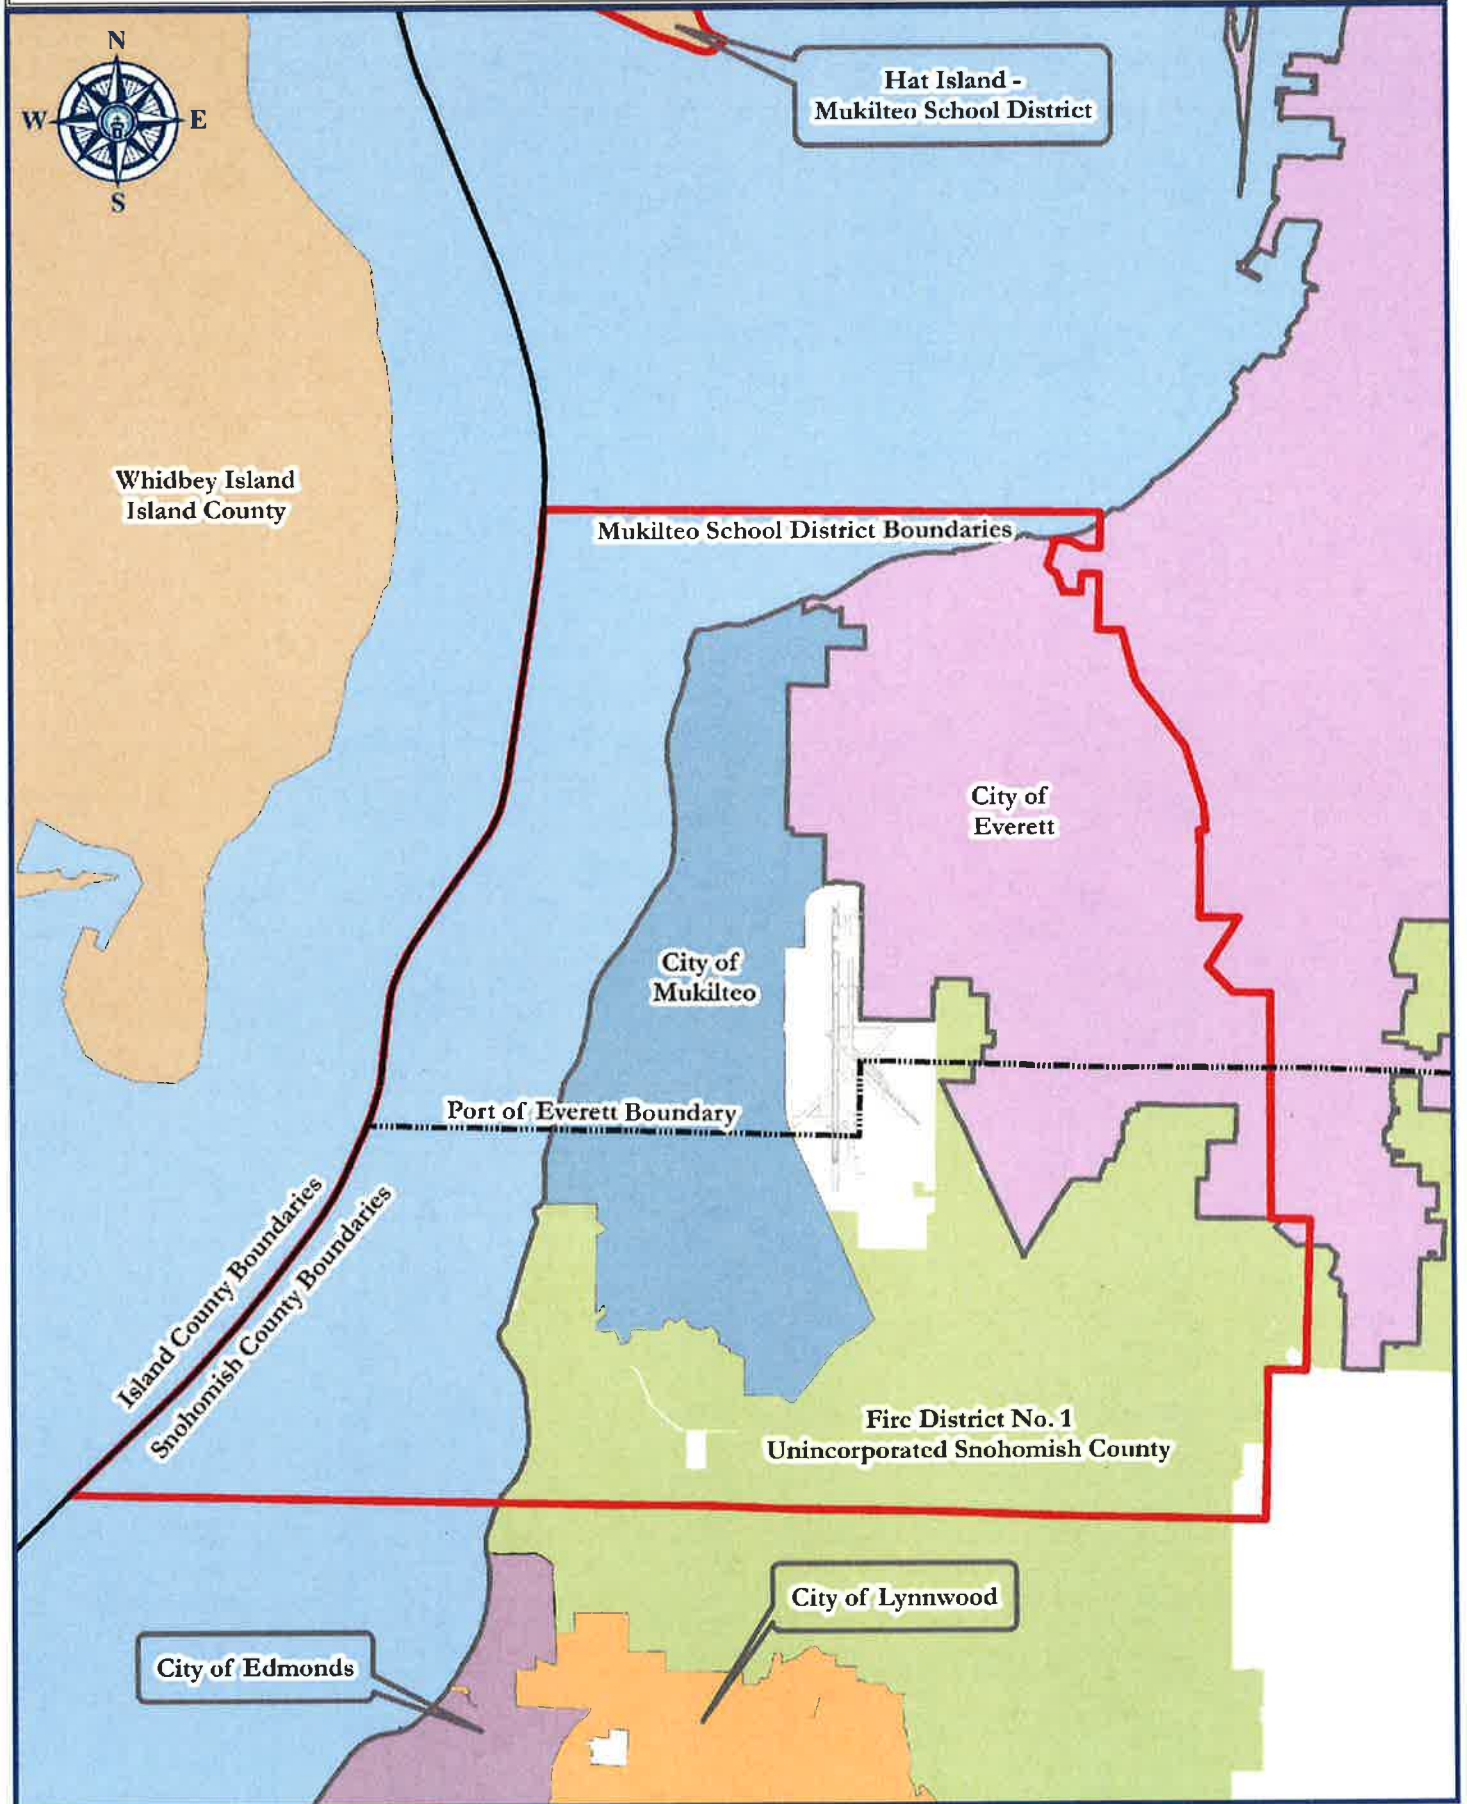 N
W
E
S
Hat Island -
Mukilteo School District
Whidbey Island
Island County
Mukilteo School District Boundaries
City of
Everett
City of
Mukilteo
Port of Everett Boundary
Island County Boundaries
Snohomish County Boundaries
Fire District No. 1
Unincorporated Snohomish County
City of Lynnwood
City of Edmonds